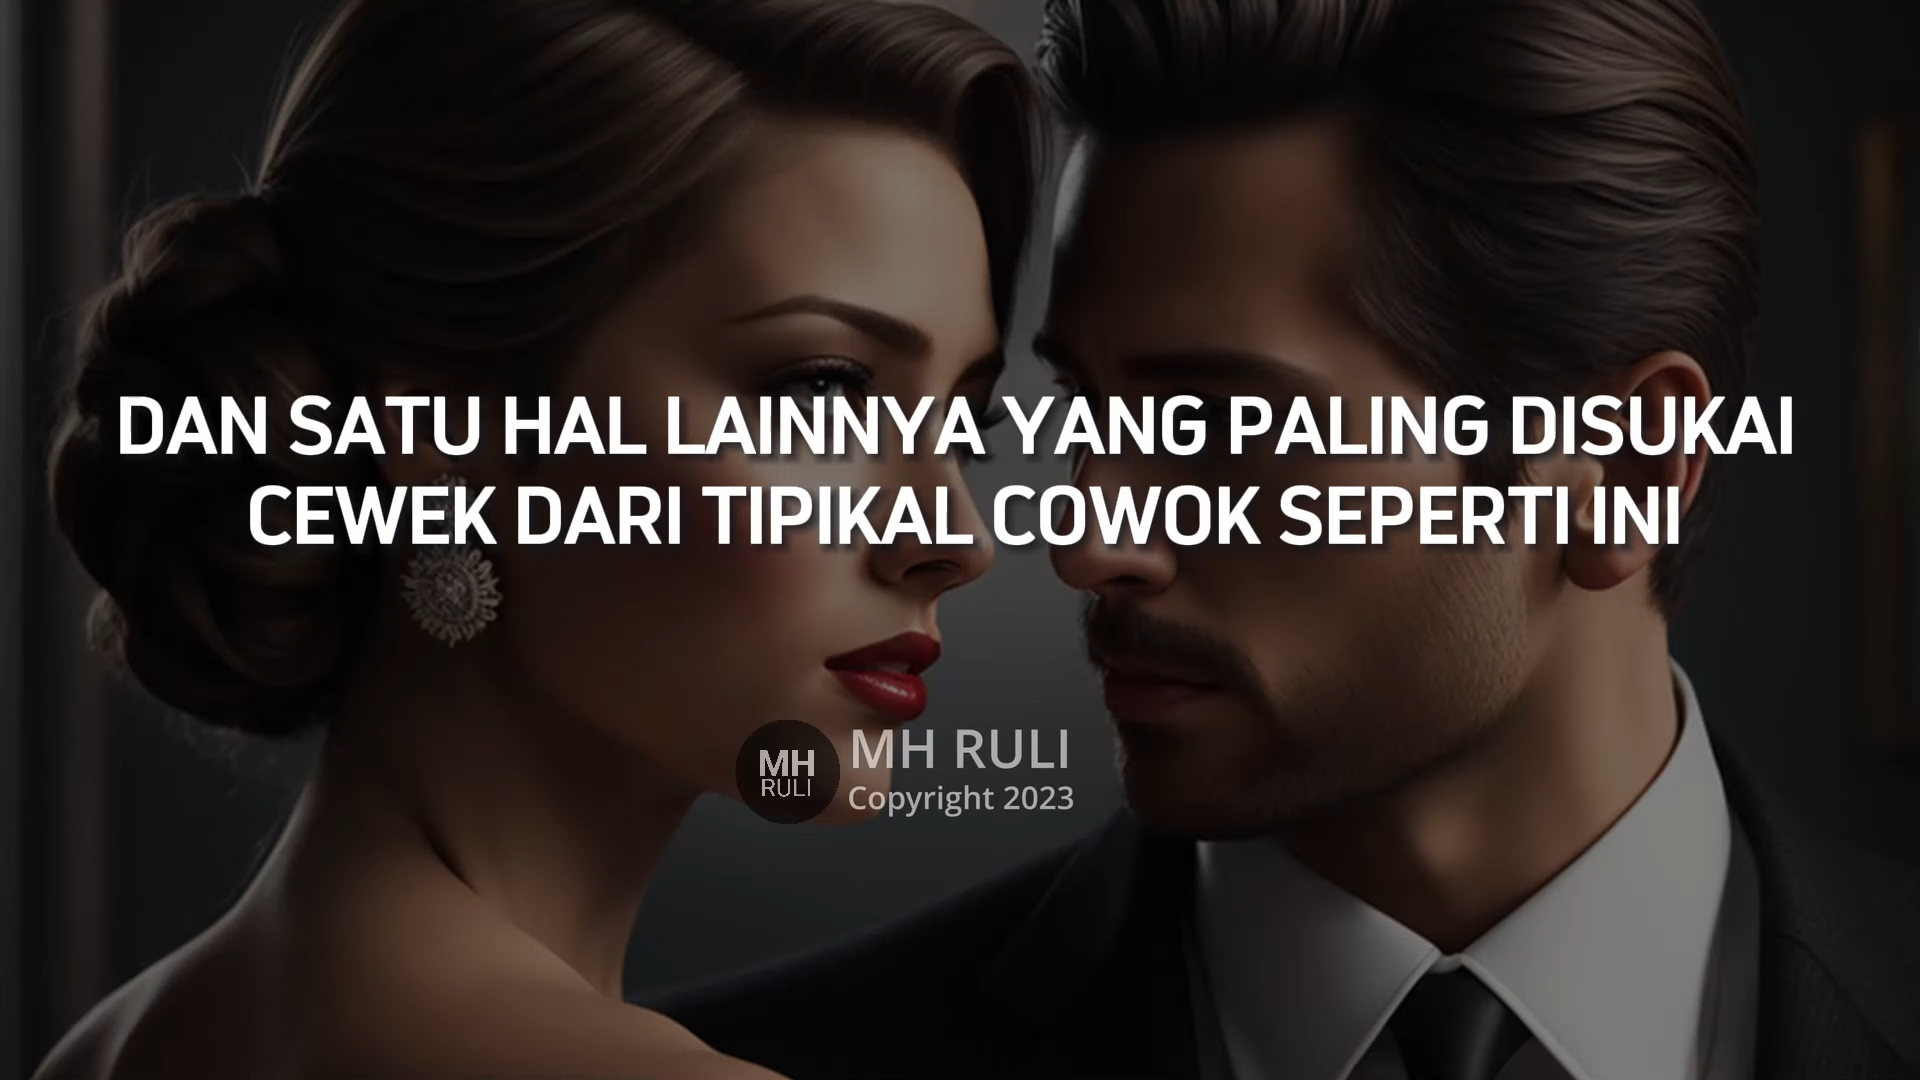 DAN SATU HAL LAINNYA YANG PALING DISUKAI
CEWEK DARI TIPIKAL COWOK SEPERTI INI
MH
RULI
MH RULI
Copyright 2023